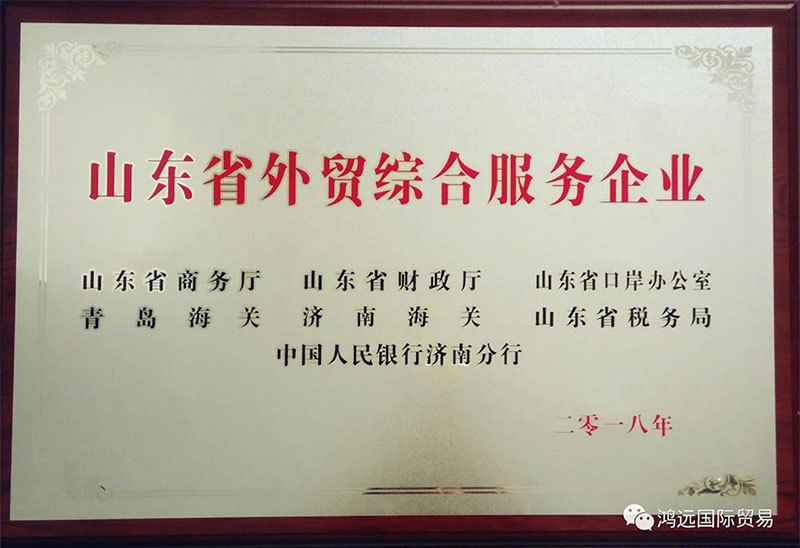 山东省外贸综合服务企业
山东省商务厅 山东省财政厅 山东省口岸办公室
青岛海关 济南海关 山东省税务局
中国人民银行济南分行
二零一八年
鸿远国际贸易